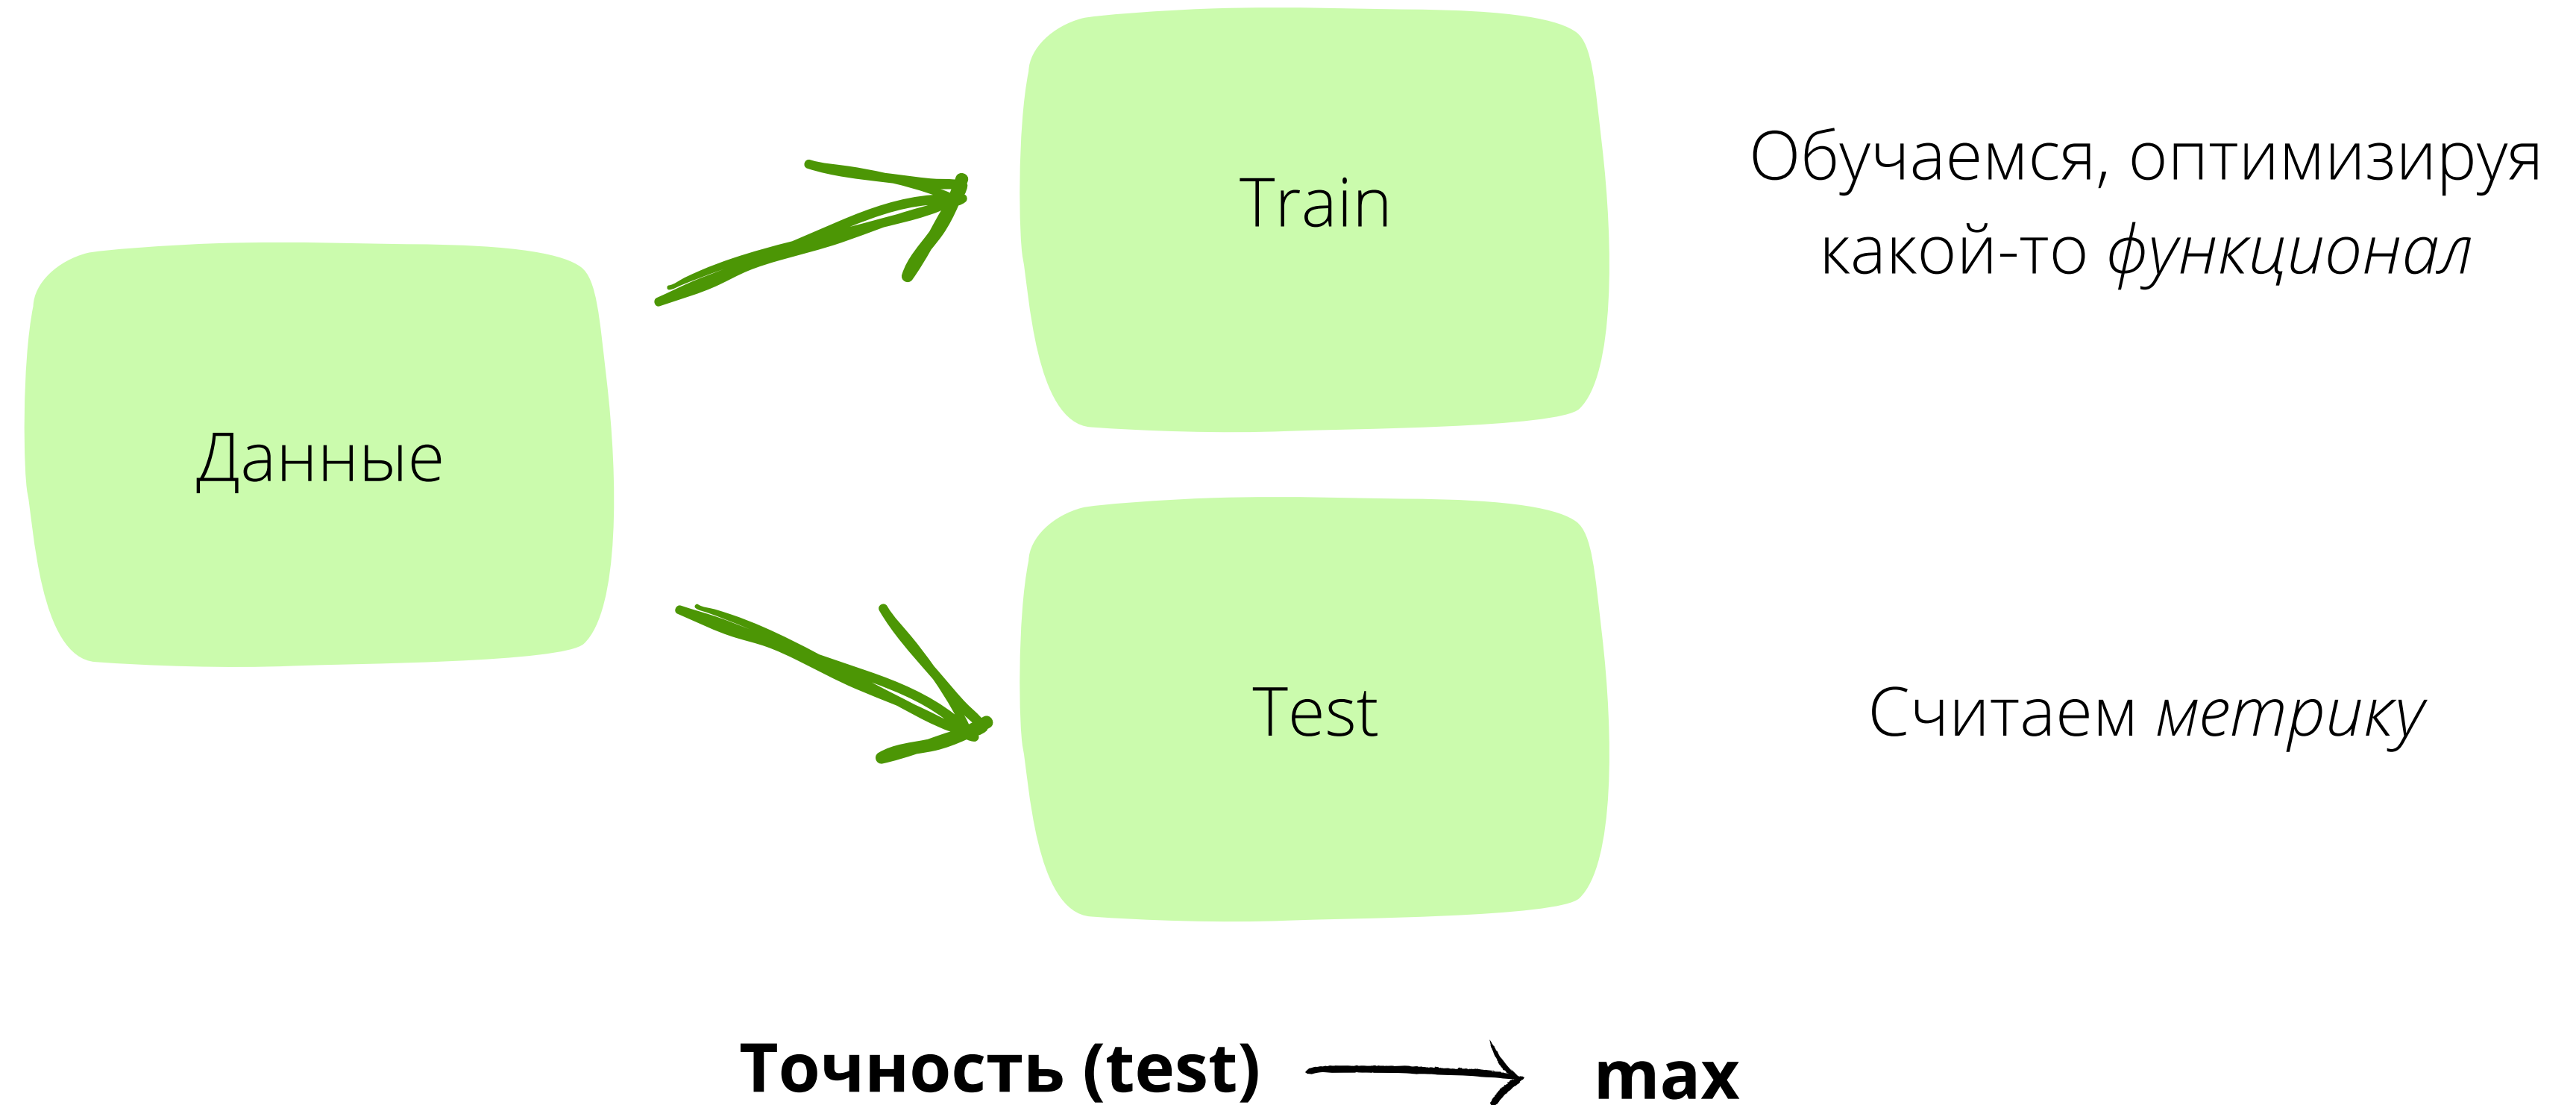 Данные
Train
Обучаемся, оптимизируя
какой-то функционал
Test
Считаем метрику
Точность (test)
max